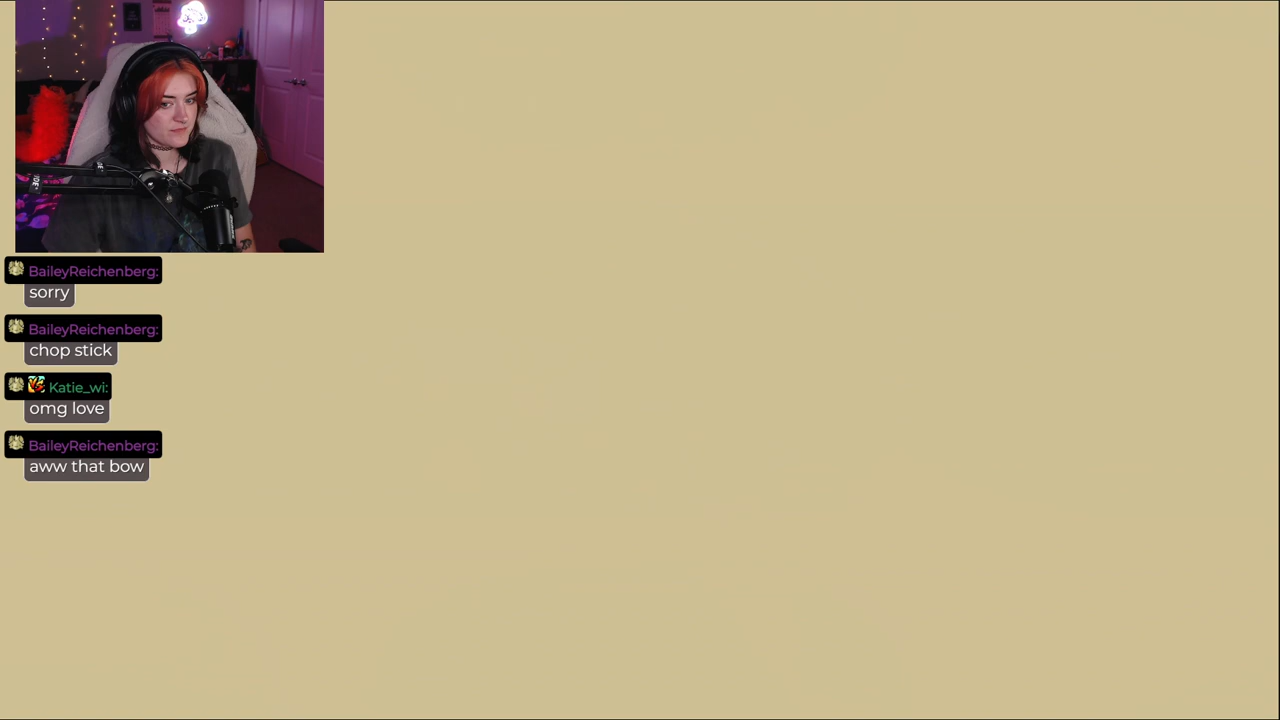 BaileyReichenberg:
sorry
BaileyReichenberg:
chop stick
Katie_wi:
omg love
BaileyReichenberg:
aww that bow